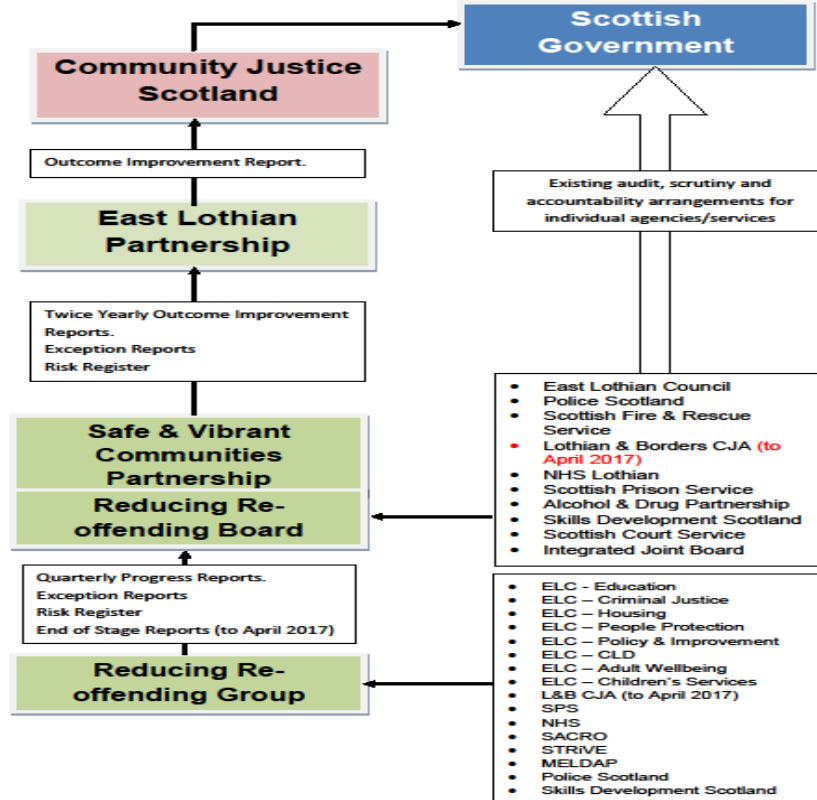 Scottish
Government
Community Justice
Scotland
Outcome Improvement Report.
Existing audit, scrutiny and
accountability arrangements for
individual agencies/services
East Lothian
Partnership
Twice Yearly Outcome Improvement
Reports.
Exception Reports
Risk Register
Safe & Vibrant
Communities
Partnership
Reducing Re-
offending Board
• East Lothian Council
• Police Scotland
• Scottish Fire & Rescue
Service
• Lothian & Borders CJA (to
April 2017)
• NHS Lothian
• Scottish Prison Service
• Alcohol & Drug Partnership
• Skills Development Scotland
• Scottish Court Service
• Integrated Joint Board
Quarterly Progress Reports.
Exception Reports
Risk Register
End of Stage Reports (to April 2017)
Reducing Re-
offending Group
• ELC - Education
• ELC – Criminal Justice
• ELC – Housing
• ELC – People Protection
• ELC – Policy & Improvement
• ELC – CLD
• ELC – Adult Wellbeing
• ELC – Children's Services
• L&B CJA (to April 2017)
• SPS
• NHS
• SACRO
• STRiVE
• MELDAP
• Police Scotland
• Skills Development Scotland